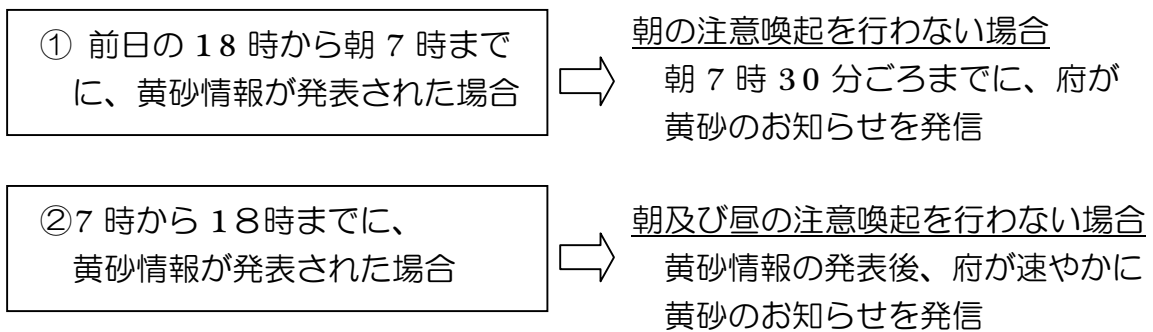 ① 前日の１８時から朝７時まで
に、黄砂情報が発表された場合
朝の注意喚起を行わない場合
朝７時３０分ごろまでに、府が
黄砂のお知らせを発信
②７時から１８時までに、
黄砂情報が発表された場合
朝及び昼の注意喚起を行わない場合
黄砂情報の発表後、府が速やかに
黄砂のお知らせを発信